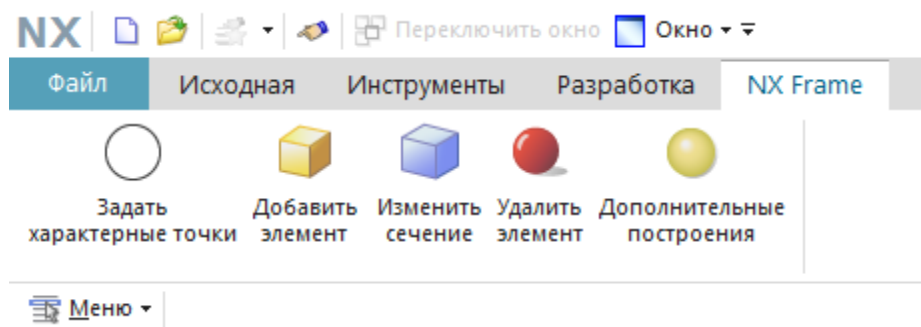 NX Переключить окно Окно
Файл Исходная Инструменты Разработка NX Frame
Задать Добавить Изменить Удалить Дополнительные
характерные точки элемент сечение элемент построения
Меню